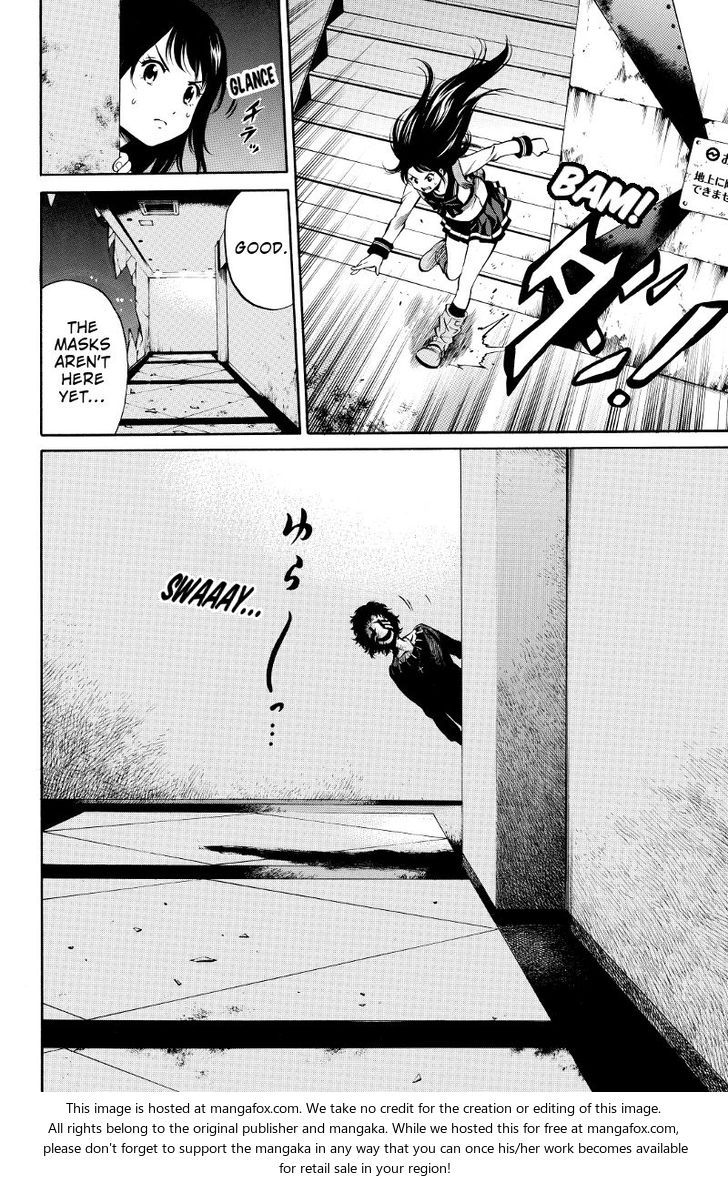 BAM!
ダッ!!
お
地上に
できませ
GLANCE
チラッ
GOOD.
THE
MASKS
AREN'T
HERE
YET...
ゆら〜っ…
SWAAAY...
This image is hosted at mangafox.com. We take no credit for the creation or editing of this image.
All rights belong to the original publisher and mangaka. While we hosted this for free at mangafox.com,
please don't forget to support the mangaka in any way that you can once his/her work becomes available
for retail sale in your region!